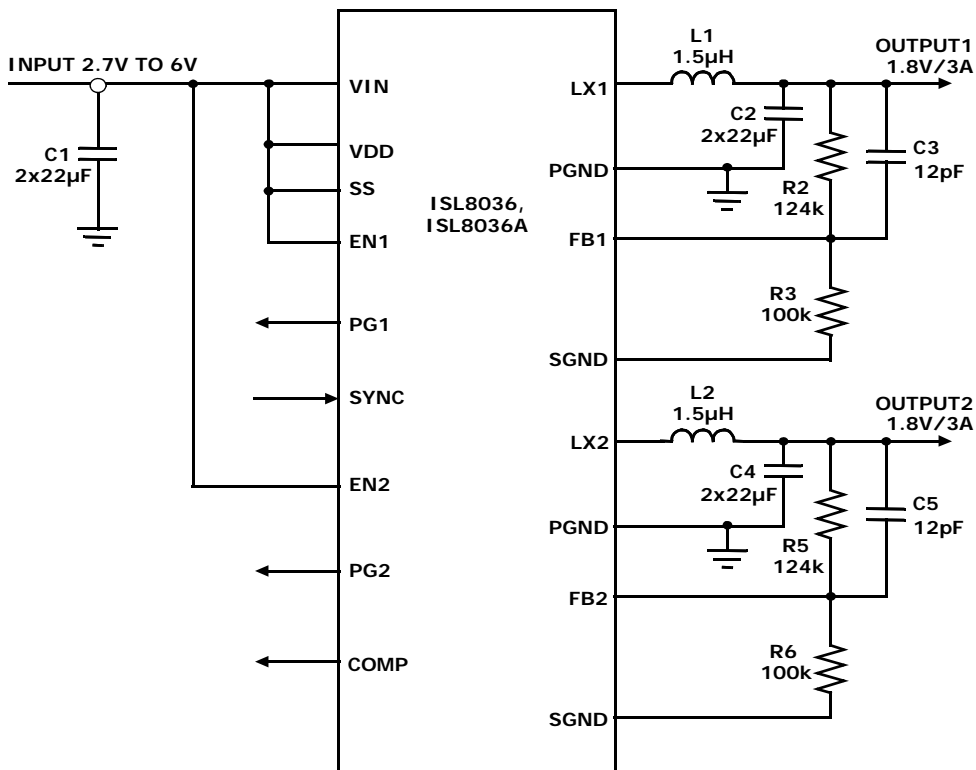 INPUT 2.7V TO 6V
C1
2x22µF
VIN
VDD
SS
EN1
PG1
SYNC
EN2
PG2
COMP
ISL8036,
ISL8036A
LX1
PGND
FB1
SGND
LX2
PGND
FB2
SGND
L1
1.5µH
OUTPUT1
1.8V/3A
C2
2x22µF
C3
12pF
R2
124k
R3
100k
L2
1.5µH
OUTPUT2
1.8V/3A
C4
2x22µF
C5
12pF
R5
124k
R6
100k